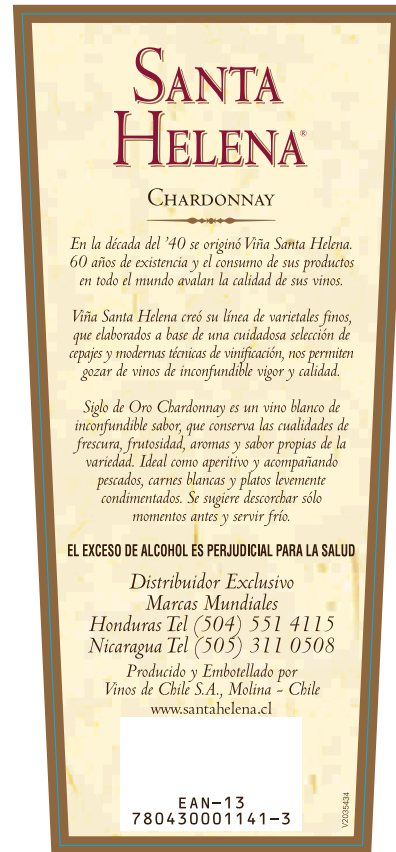 SANTA
HELENA®
CHARDONNAY
En la década del '40 se originó Viña Santa Helena.
60 años de existencia y el consumo de sus productos
en todo el mundo avalan la calidad de sus vinos.
Viña Santa Helena creó su línea de varietales finos,
que elaborados a base de una cuidadosa selección de
cepajes y modernas técnicas de vinificación, nos permiten
gozar de vinos de inconfundible vigor y calidad.
Siglo de Oro Chardonnay es un vino blanco de
inconfundible sabor, que conserva las cualidades de
frescura, frutosidad, aromas y sabor propias de la
variedad. Ideal como aperitivo y acompañando
pescados, carnes blancas y platos levemente
condimentados. Se sugiere descorchar sólo
momentos antes y servir frío.
EL EXCESO DE ALCOHOL ES PERJUDICIAL PARA LA SALUD
Distribuidor Exclusivo
Marcas Mundiales
Honduras Tel (504) 551 4115
Nicaragua Tel (505) 311 0508
Producido y Embotellado por
Vinos de Chile S.A., Molina - Chile
www.santahelena.cl
EAN-13
780430001141-3
V2035434